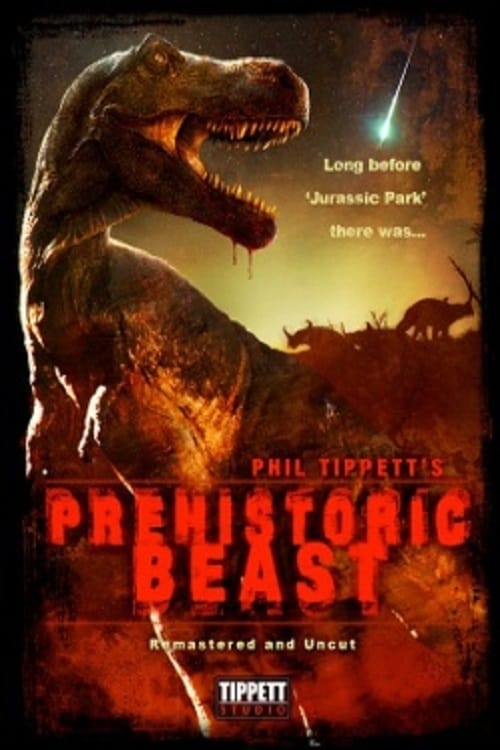 Long before
'Jurassic Park'
there was...
PHIL TIPPETT'S
PREHISTORIC
BEAST
Remastered and Uncut
TIPPETT
STUDIO